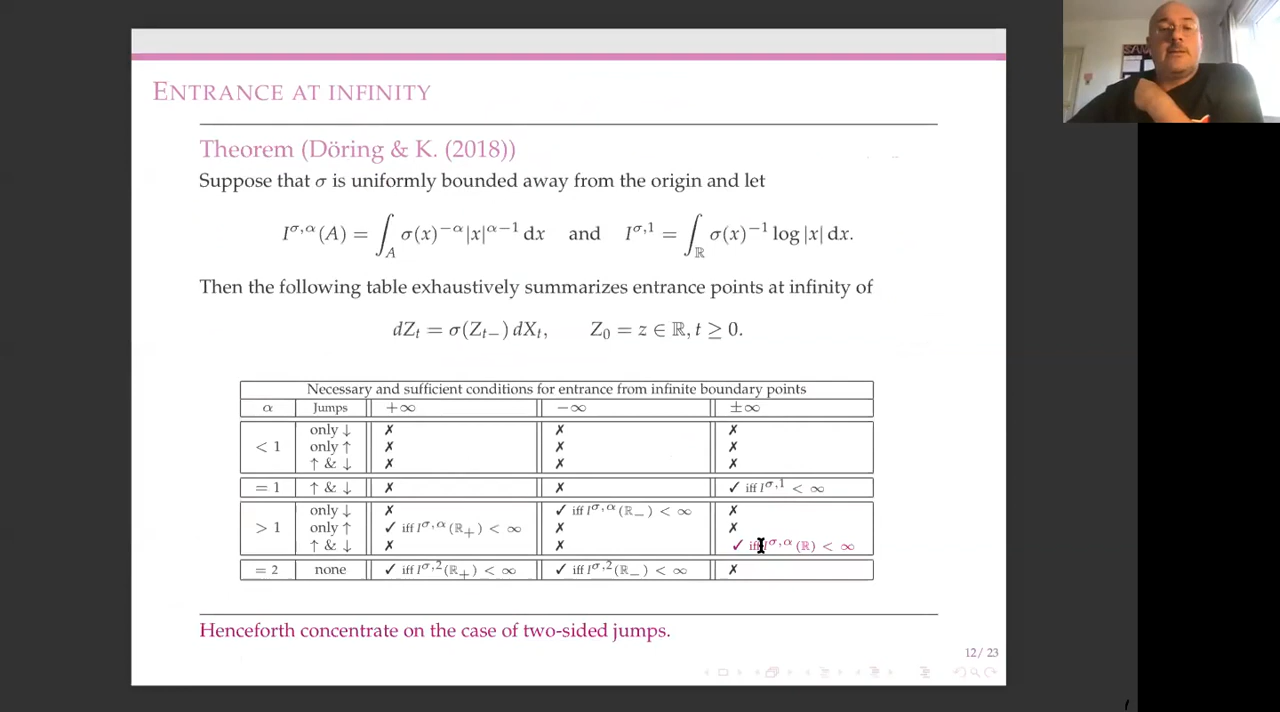 ENTRANCE AT INFINITY
Theorem (Döring & K. (2018))
Suppose that σ is uniformly bounded away from the origin and let
I^{σ,α}(A) = ∫_A σ(x)^{−α}|x|^{α−1} dx and I^{σ,1} = ∫_ℝ σ(x)^{−1} log |x| dx.
Then the following table exhaustively summarizes entrance points at infinity of
dZ_t = σ(Z_{t−}) dX_t, Z_0 = z ∈ ℝ, t ≥ 0.
Necessary and sufficient conditions for entrance from infinite boundary points
α Jumps +∞ −∞ ±∞
only ↓ ✗ ✗ ✗
< 1 only ↑ ✗ ✗ ✗
↑ & ↓ ✗ ✗ ✗
= 1 ↑ & ↓ ✗ ✗ ✓ iff I^{σ,1} < ∞
only ↓ ✗ ✓ iff I^{σ,α}(ℝ_−) < ∞ ✗
> 1 only ↑ ✓ iff I^{σ,α}(ℝ_+) < ∞ ✗ ✗
↑ & ↓ ✗ ✗ ✓ iff I^{σ,α}(ℝ) < ∞
= 2 none ✓ iff I^{σ,2}(ℝ_+) < ∞ ✓ iff I^{σ,2}(ℝ_−) < ∞ ✗
Henceforth concentrate on the case of two-sided jumps.
12/ 23